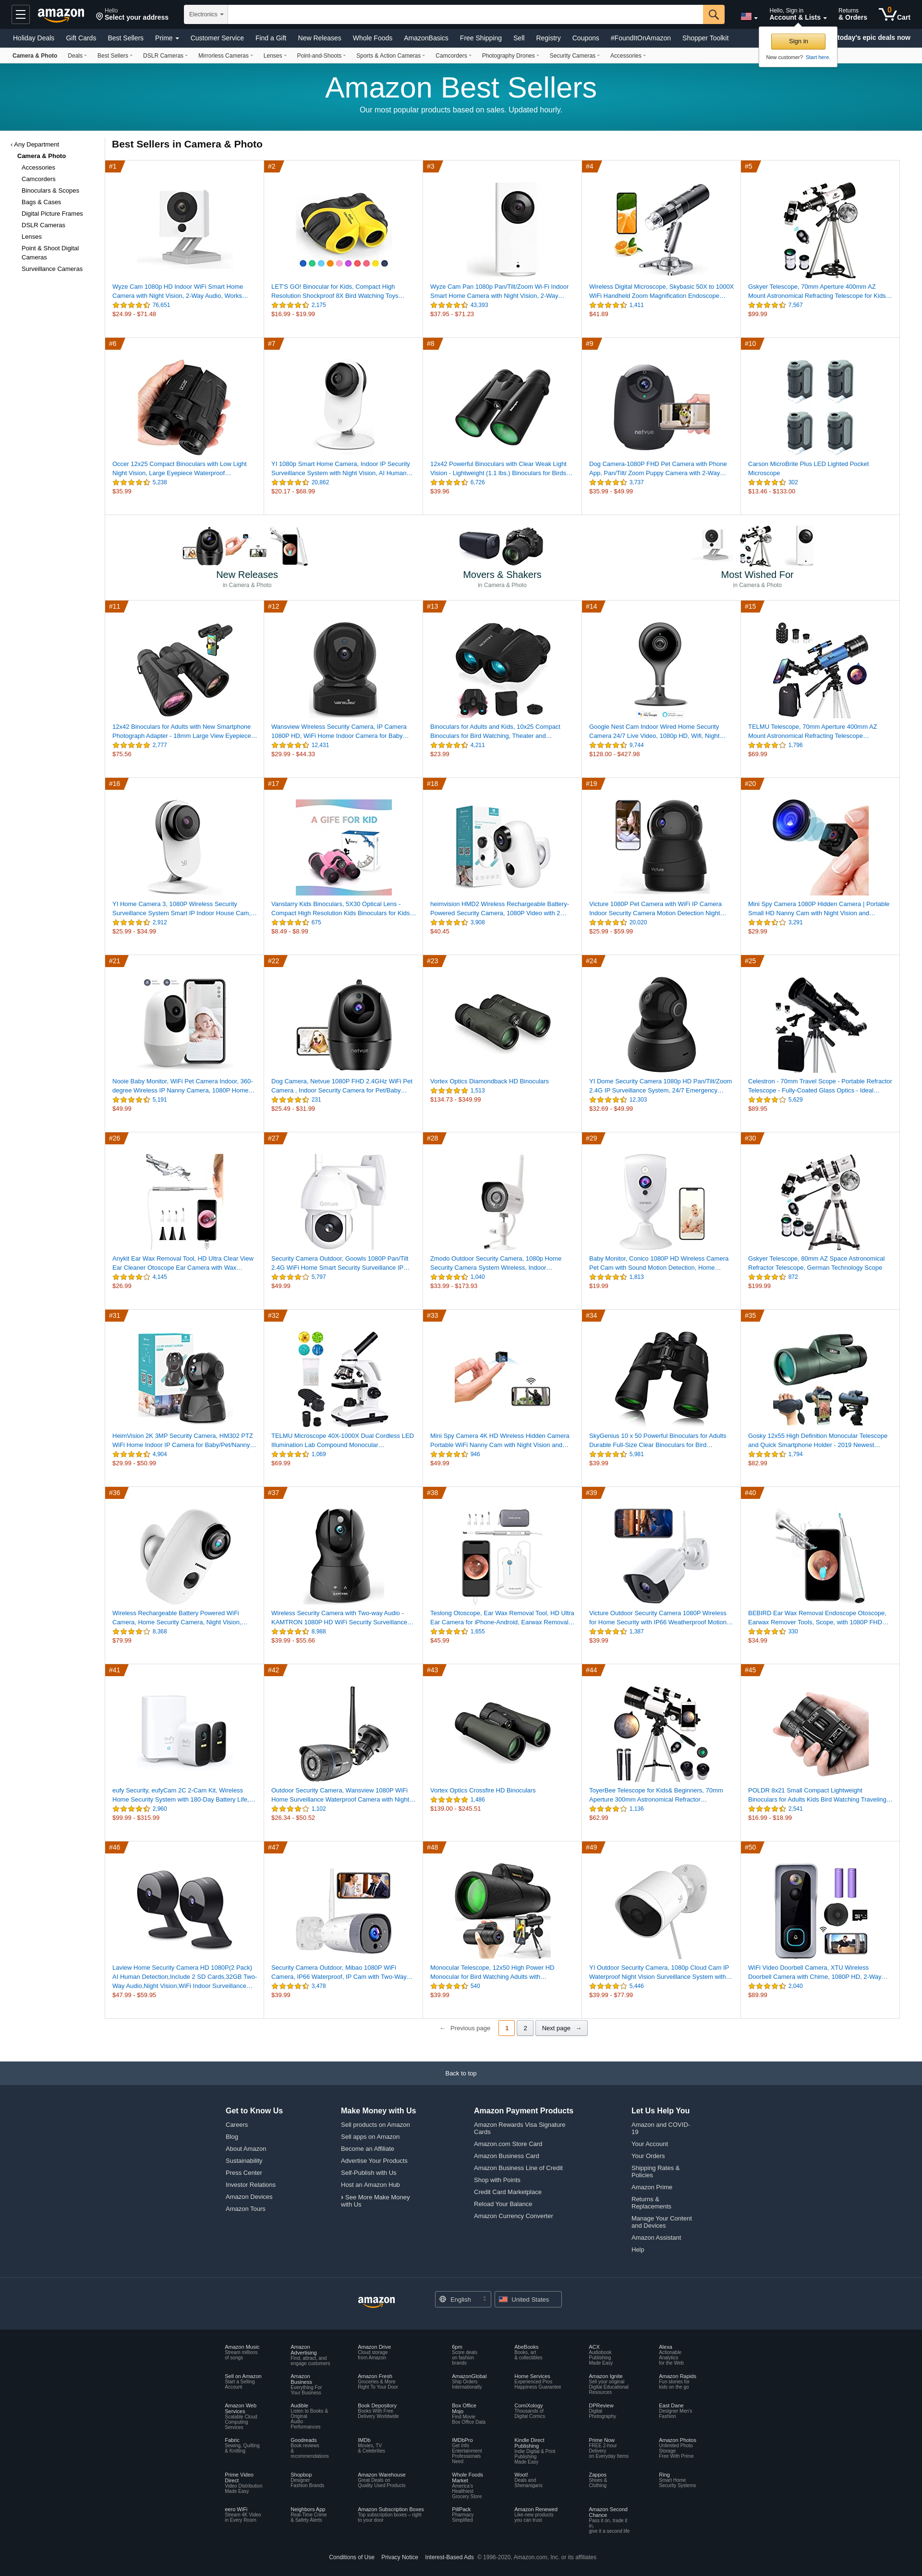 amazon
Hello
Select your address
Electronics
Hello, Sign in
Account & Lists
Returns
& Orders
0
Cart
Holiday Deals Gift Cards Best Sellers Prime Customer Service Find a Gift New Releases Whole Foods AmazonBasics Free Shipping Sell Registry Coupons #FoundItOnAmazon Shopper Toolkit
today's epic deals now
Sign in
New customer? Start here.
Camera & Photo Deals Best Sellers DSLR Cameras Mirrorless Cameras Lenses Point-and-Shoots Sports & Action Cameras Camcorders Photography Drones Security Cameras Accessories
Amazon Best Sellers
Our most popular products based on sales. Updated hourly.
‹ Any Department
Camera & Photo
Accessories
Camcorders
Binoculars & Scopes
Bags & Cases
Digital Picture Frames
DSLR Cameras
Lenses
Point & Shoot Digital
Cameras
Surveillance Cameras
Best Sellers in Camera & Photo
#1
Wyze Cam 1080p HD Indoor WiFi Smart Home
Camera with Night Vision, 2-Way Audio, Works…
76,651
$24.99 - $71.48
#2
LET'S GO! Binocular for Kids, Compact High
Resolution Shockproof 8X Bird Watching Toys…
2,175
$16.99 - $19.99
#3
Wyze Cam Pan 1080p Pan/Tilt/Zoom Wi-Fi Indoor
Smart Home Camera with Night Vision, 2-Way…
43,393
$37.95 - $71.23
#4
Wireless Digital Microscope, Skybasic 50X to 1000X
WiFi Handheld Zoom Magnification Endoscope…
1,411
$41.89
#5
Gskyer Telescope, 70mm Aperture 400mm AZ
Mount Astronomical Refracting Telescope for Kids…
7,567
$99.99
#6
Occer 12x25 Compact Binoculars with Low Light
Night Vision, Large Eyepiece Waterproof…
5,238
$35.99
#7
YI 1080p Smart Home Camera, Indoor IP Security
Surveillance System with Night Vision, AI Human…
20,862
$20.17 - $68.99
#8
12x42 Powerful Binoculars with Clear Weak Light
Vision - Lightweight (1.1 lbs.) Binoculars for Birds…
6,726
$39.96
#9
netvue
Dog Camera-1080P FHD Pet Camera with Phone
App, Pan/Tilt/ Zoom Puppy Camera with 2-Way…
3,737
$35.99 - $49.99
#10
Carson MicroBrite Plus LED Lighted Pocket
Microscope
302
$13.46 - $133.00
New Releases
in Camera & Photo
Movers & Shakers
in Camera & Photo
Most Wished For
in Camera & Photo
#11
12x42 Binoculars for Adults with New Smartphone
Photograph Adapter - 18mm Large View Eyepiece…
2,777
$75.56
#12
Wansview Wireless Security Camera, IP Camera
1080P HD, WiFi Home Indoor Camera for Baby…
12,431
$29.99 - $44.33
#13
Binoculars for Adults and Kids, 10x25 Compact
Binoculars for Bird Watching, Theater and…
4,211
$23.99
#14
Google Nest Cam Indoor Wired Home Security
Camera 24/7 Live Video, 1080p HD, Wifi, Night…
9,744
$128.00 - $427.98
#15
TELMU Telescope, 70mm Aperture 400mm AZ
Mount Astronomical Refracting Telescope…
1,796
$69.99
#16
YI Home Camera 3, 1080P Wireless Security
Surveillance System Smart IP Indoor House Cam,…
2,912
$25.99 - $34.99
#17
A GIFE FOR KID
Vanstarry Kids Binoculars, 5X30 Optical Lens -
Compact High Resolution Kids Binoculars for Kids…
675
$8.49 - $8.99
#18
heimvision HMD2 Wireless Rechargeable Battery-
Powered Security Camera, 1080P Video with 2…
3,908
$40.45
#19
Victure 1080P Pet Camera with WiFi IP Camera
Indoor Security Camera Motion Detection Night…
20,020
$25.99 - $59.99
#20
Mini Spy Camera 1080P Hidden Camera | Portable
Small HD Nanny Cam with Night Vision and…
3,291
$29.99
#21
Nooie Baby Monitor, WiFi Pet Camera Indoor, 360-
degree Wireless IP Nanny Camera, 1080P Home…
5,191
$49.99
#22
netvue
Dog Camera, Netvue 1080P FHD 2.4GHz WiFi Pet
Camera , Indoor Security Camera for Pet/Baby…
231
$25.49 - $31.99
#23
Vortex Optics Diamondback HD Binoculars
1,513
$134.73 - $349.99
#24
YI Dome Security Camera 1080p HD Pan/Tilt/Zoom
2.4G IP Surveillance System, 24/7 Emergency…
12,303
$32.69 - $49.99
#25
Celestron - 70mm Travel Scope - Portable Refractor
Telescope - Fully-Coated Glass Optics - Ideal…
5,629
$89.95
#26
Anykit Ear Wax Removal Tool, HD Ultra Clear View
Ear Cleaner Otoscope Ear Camera with Wax…
4,145
$26.99
#27
Security Camera Outdoor, Goowls 1080P Pan/Tilt
2.4G WiFi Home Smart Security Surveillance IP…
5,797
$49.99
#28
Zmodo Outdoor Security Camera, 1080p Home
Security Camera System Wireless, Indoor…
1,040
$33.99 - $173.93
#29
Baby Monitor, Conico 1080P HD Wireless Camera
Pet Cam with Sound Motion Detection, Home…
1,813
$19.99
#30
Gskyer Telescope, 80mm AZ Space Astronomical
Refractor Telescope, German Technology Scope
872
$199.99
#31
HeimVision 2K 3MP Security Camera, HM302 PTZ
WiFi Home Indoor IP Camera for Baby/Pet/Nanny…
4,904
$29.99 - $50.99
#32
TELMU Microscope 40X-1000X Dual Cordless LED
Illumination Lab Compound Monocular…
1,069
$69.99
#33
Mini Spy Camera 4K HD Wireless Hidden Camera
Portable WiFi Nanny Cam with Night Vision and…
946
$49.99
#34
SkyGenius 10 x 50 Powerful Binoculars for Adults
Durable Full-Size Clear Binoculars for Bird…
5,981
$39.99
#35
Gosky 12x55 High Definition Monocular Telescope
and Quick Smartphone Holder - 2019 Newest…
1,794
$82.99
#36
Wireless Rechargeable Battery Powered WiFi
Camera, Home Security Camera, Night Vision,…
8,368
$79.99
#37
Wireless Security Camera with Two-way Audio -
KAMTRON 1080P HD WiFi Security Surveillance…
8,988
$39.99 - $55.66
#38
Teslong Otoscope, Ear Wax Removal Tool, HD Ultra
Ear Camera for iPhone-Android, Earwax Removal…
1,655
$45.99
#39
Victure Outdoor Security Camera 1080P Wireless
for Home Security with IP66 Weatherproof Motion…
1,387
$39.99
#40
BEBIRD Ear Wax Removal Endoscope Otoscope,
Earwax Remover Tools, Scope, with 1080P FHD…
330
$34.99
#41
eufy
eufy Security, eufyCam 2C 2-Cam Kit, Wireless
Home Security System with 180-Day Battery Life,…
2,960
$99.99 - $315.99
#42
Outdoor Security Camera, Wansview 1080P WiFi
Home Surveillance Waterproof Camera with Night…
1,102
$26.34 - $50.52
#43
Vortex Optics Crossfire HD Binoculars
1,486
$139.00 - $245.51
#44
ToyerBee Telescope for Kids& Beginners, 70mm
Aperture 300mm Astronomical Refractor…
1,136
$62.99
#45
POLDR 8x21 Small Compact Lightweight
Binoculars for Adults Kids Bird Watching Traveling…
2,541
$16.99 - $18.99
#46
Laview Home Security Camera HD 1080P(2 Pack)
AI Human Detection,Include 2 SD Cards,32GB Two-
Way Audio,Night Vision,WiFi Indoor Surveillance…
$47.99 - $59.95
#47
Security Camera Outdoor, Mibao 1080P WiFi
Camera, IP66 Waterproof, IP Cam with Two-Way…
3,478
$39.99
#48
Monocular Telescope, 12x50 High Power HD
Monocular for Bird Watching Adults with…
540
$39.99
#49
YI Outdoor Security Camera, 1080p Cloud Cam IP
Waterproof Night Vision Surveillance System with…
5,446
$39.99 - $77.99
#50
WiFi Video Doorbell Camera, XTU Wireless
Doorbell Camera with Chime, 1080P HD, 2-Way…
2,040
$89.99
← Previous page 1 2 Next page →
Back to top
Get to Know Us
Careers
Blog
About Amazon
Sustainability
Press Center
Investor Relations
Amazon Devices
Amazon Tours
Make Money with Us
Sell products on Amazon
Sell apps on Amazon
Become an Affiliate
Advertise Your Products
Self-Publish with Us
Host an Amazon Hub
› See More Make Money
with Us
Amazon Payment Products
Amazon Rewards Visa Signature
Cards
Amazon.com Store Card
Amazon Business Card
Amazon Business Line of Credit
Shop with Points
Credit Card Marketplace
Reload Your Balance
Amazon Currency Converter
Let Us Help You
Amazon and COVID-
19
Your Account
Your Orders
Shipping Rates &
Policies
Amazon Prime
Returns &
Replacements
Manage Your Content
and Devices
Amazon Assistant
Help
amazon
English
United States
Amazon Music
Stream millions
of songs
Amazon
Advertising
Find, attract, and
engage customers
Amazon Drive
Cloud storage
from Amazon
6pm
Score deals
on fashion
brands
AbeBooks
Books, art
& collectibles
ACX
Audiobook
Publishing
Made Easy
Alexa
Actionable
Analytics
for the Web
Sell on Amazon
Start a Selling
Account
Amazon
Business
Everything For
Your Business
Amazon Fresh
Groceries & More
Right To Your Door
AmazonGlobal
Ship Orders
Internationally
Home Services
Experienced Pros
Happiness Guarantee
Amazon Ignite
Sell your original
Digital Educational
Resources
Amazon Rapids
Fun stories for
kids on the go
Amazon Web
Services
Scalable Cloud
Computing
Services
Audible
Listen to Books &
Original
Audio
Performances
Book Depository
Books With Free
Delivery Worldwide
Box Office
Mojo
Find Movie
Box Office Data
ComiXology
Thousands of
Digital Comics
DPReview
Digital
Photography
East Dane
Designer Men's
Fashion
Fabric
Sewing, Quilting
& Knitting
Goodreads
Book reviews
&
recommendations
IMDb
Movies, TV
& Celebrities
IMDbPro
Get Info
Entertainment
Professionals
Need
Kindle Direct
Publishing
Indie Digital & Print
Publishing
Made Easy
Prime Now
FREE 2-hour
Delivery
on Everyday Items
Amazon Photos
Unlimited Photo
Storage
Free With Prime
Prime Video
Direct
Video Distribution
Made Easy
Shopbop
Designer
Fashion Brands
Amazon Warehouse
Great Deals on
Quality Used Products
Whole Foods
Market
America's
Healthiest
Grocery Store
Woot!
Deals and
Shenanigans
Zappos
Shoes &
Clothing
Ring
Smart Home
Security Systems
eero WiFi
Stream 4K Video
in Every Room
Neighbors App
Real-Time Crime
& Safety Alerts
Amazon Subscription Boxes
Top subscription boxes – right
to your door
PillPack
Pharmacy
Simplified
Amazon Renewed
Like-new products
you can trust
Amazon Second
Chance
Pass it on, trade it
in,
give it a second life
Conditions of Use Privacy Notice Interest-Based Ads © 1996-2020, Amazon.com, Inc. or its affiliates